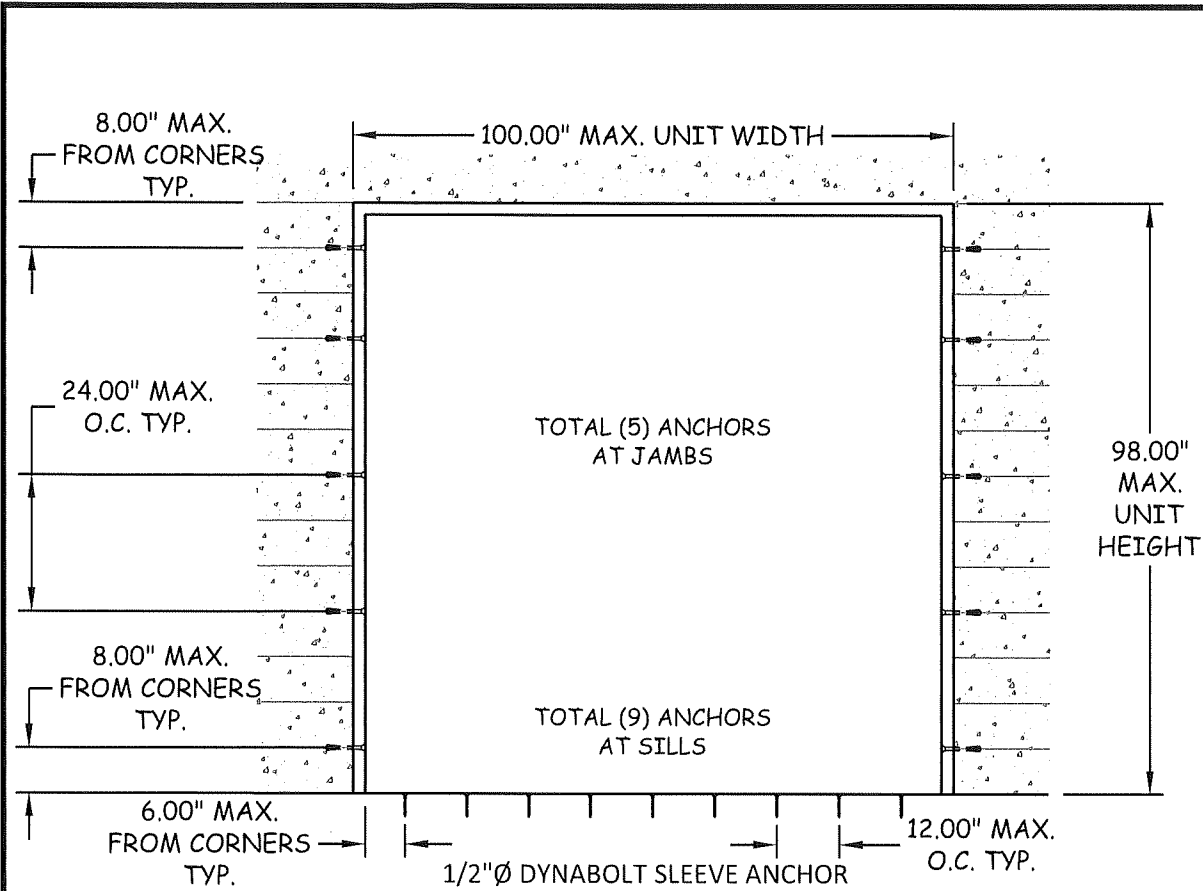 8.00" MAX.
FROM CORNERS
TYP.
100.00" MAX. UNIT WIDTH
24.00" MAX.
O.C. TYP.
TOTAL (5) ANCHORS
AT JAMBS
98.00"
MAX.
UNIT
HEIGHT
8.00" MAX.
FROM CORNERS
TYP.
TOTAL (9) ANCHORS
AT SILLS
6.00" MAX.
FROM CORNERS
TYP.
12.00" MAX.
O.C. TYP.
1/2"Ø DYNABOLT SLEEVE ANCHOR